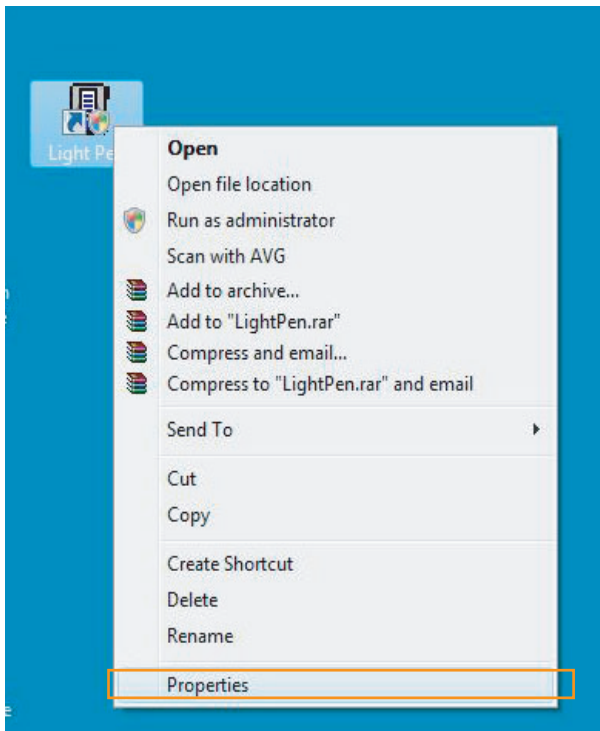 Light Pe
Open
Open file location
Run as administrator
Scan with AVG
Add to archive...
Add to "LightPen.rar"
Compress and email...
Compress to "LightPen.rar" and email
Send To
Cut
Copy
Create Shortcut
Delete
Rename
Properties